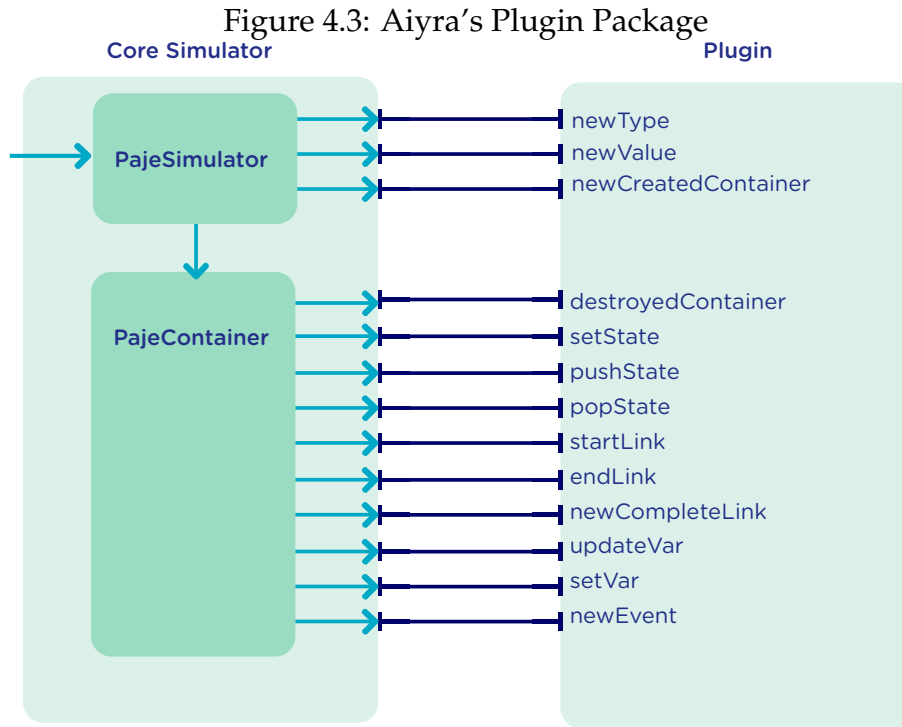 Figure 4.3: Aiyra’s Plugin Package
Core Simulator
Plugin
PajeSimulator
newType
newValue
newCreatedContainer
PajeContainer
destroyedContainer
setState
pushState
popState
startLink
endLink
newCompleteLink
updateVar
setVar
newEvent